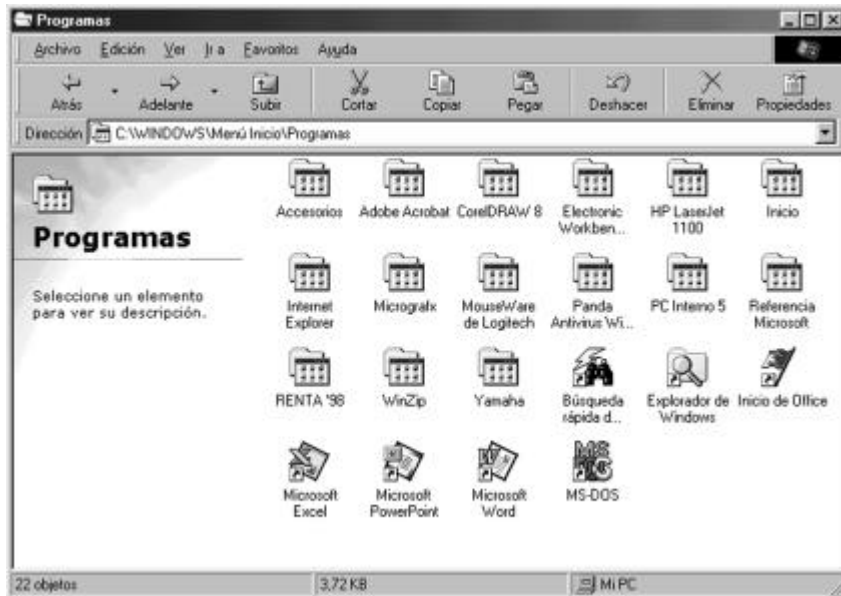 Programas
Archivo Edición Ver Ir a Favoritos Ayuda
Atrás Adelante Subir Cortar Copiar Pegar Deshacer Eliminar Propiedades
Dirección C:\WINDOWS\Menú Inicio\Programas
Programas
Seleccione un elemento
para ver su descripción.
Accesorios Adobe Acrobat CorelDRAW 8 Electronic Workben... HP LaserJet 1100 Inicio
Internet Explorer Micrografx MouseWare de Logitech Panda Antivirus Wi... PC Interno 5 Referencia Microsoft
RENTA '98 WinZip Yamaha Búsqueda rápida d... Explorador de Windows Inicio de Office
Microsoft Excel Microsoft PowerPoint Microsoft Word MS-DOS
22 objetos 3,72 KB Mi PC